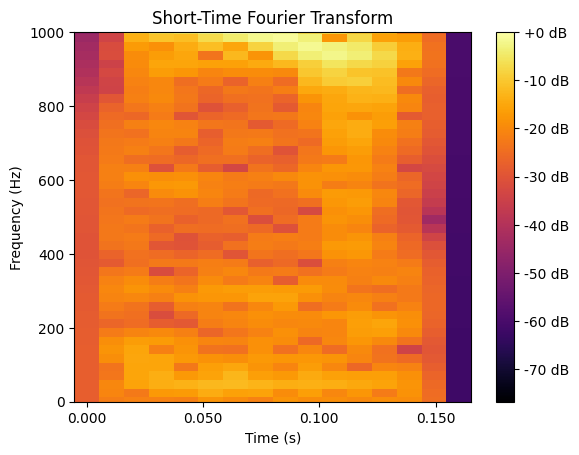 Short-Time Fourier Transform
1000
800
600
400
200
0
Frequency (Hz)
0.000
0.050
0.100
0.150
Time (s)
+0 dB
-10 dB
-20 dB
-30 dB
-40 dB
-50 dB
-60 dB
-70 dB